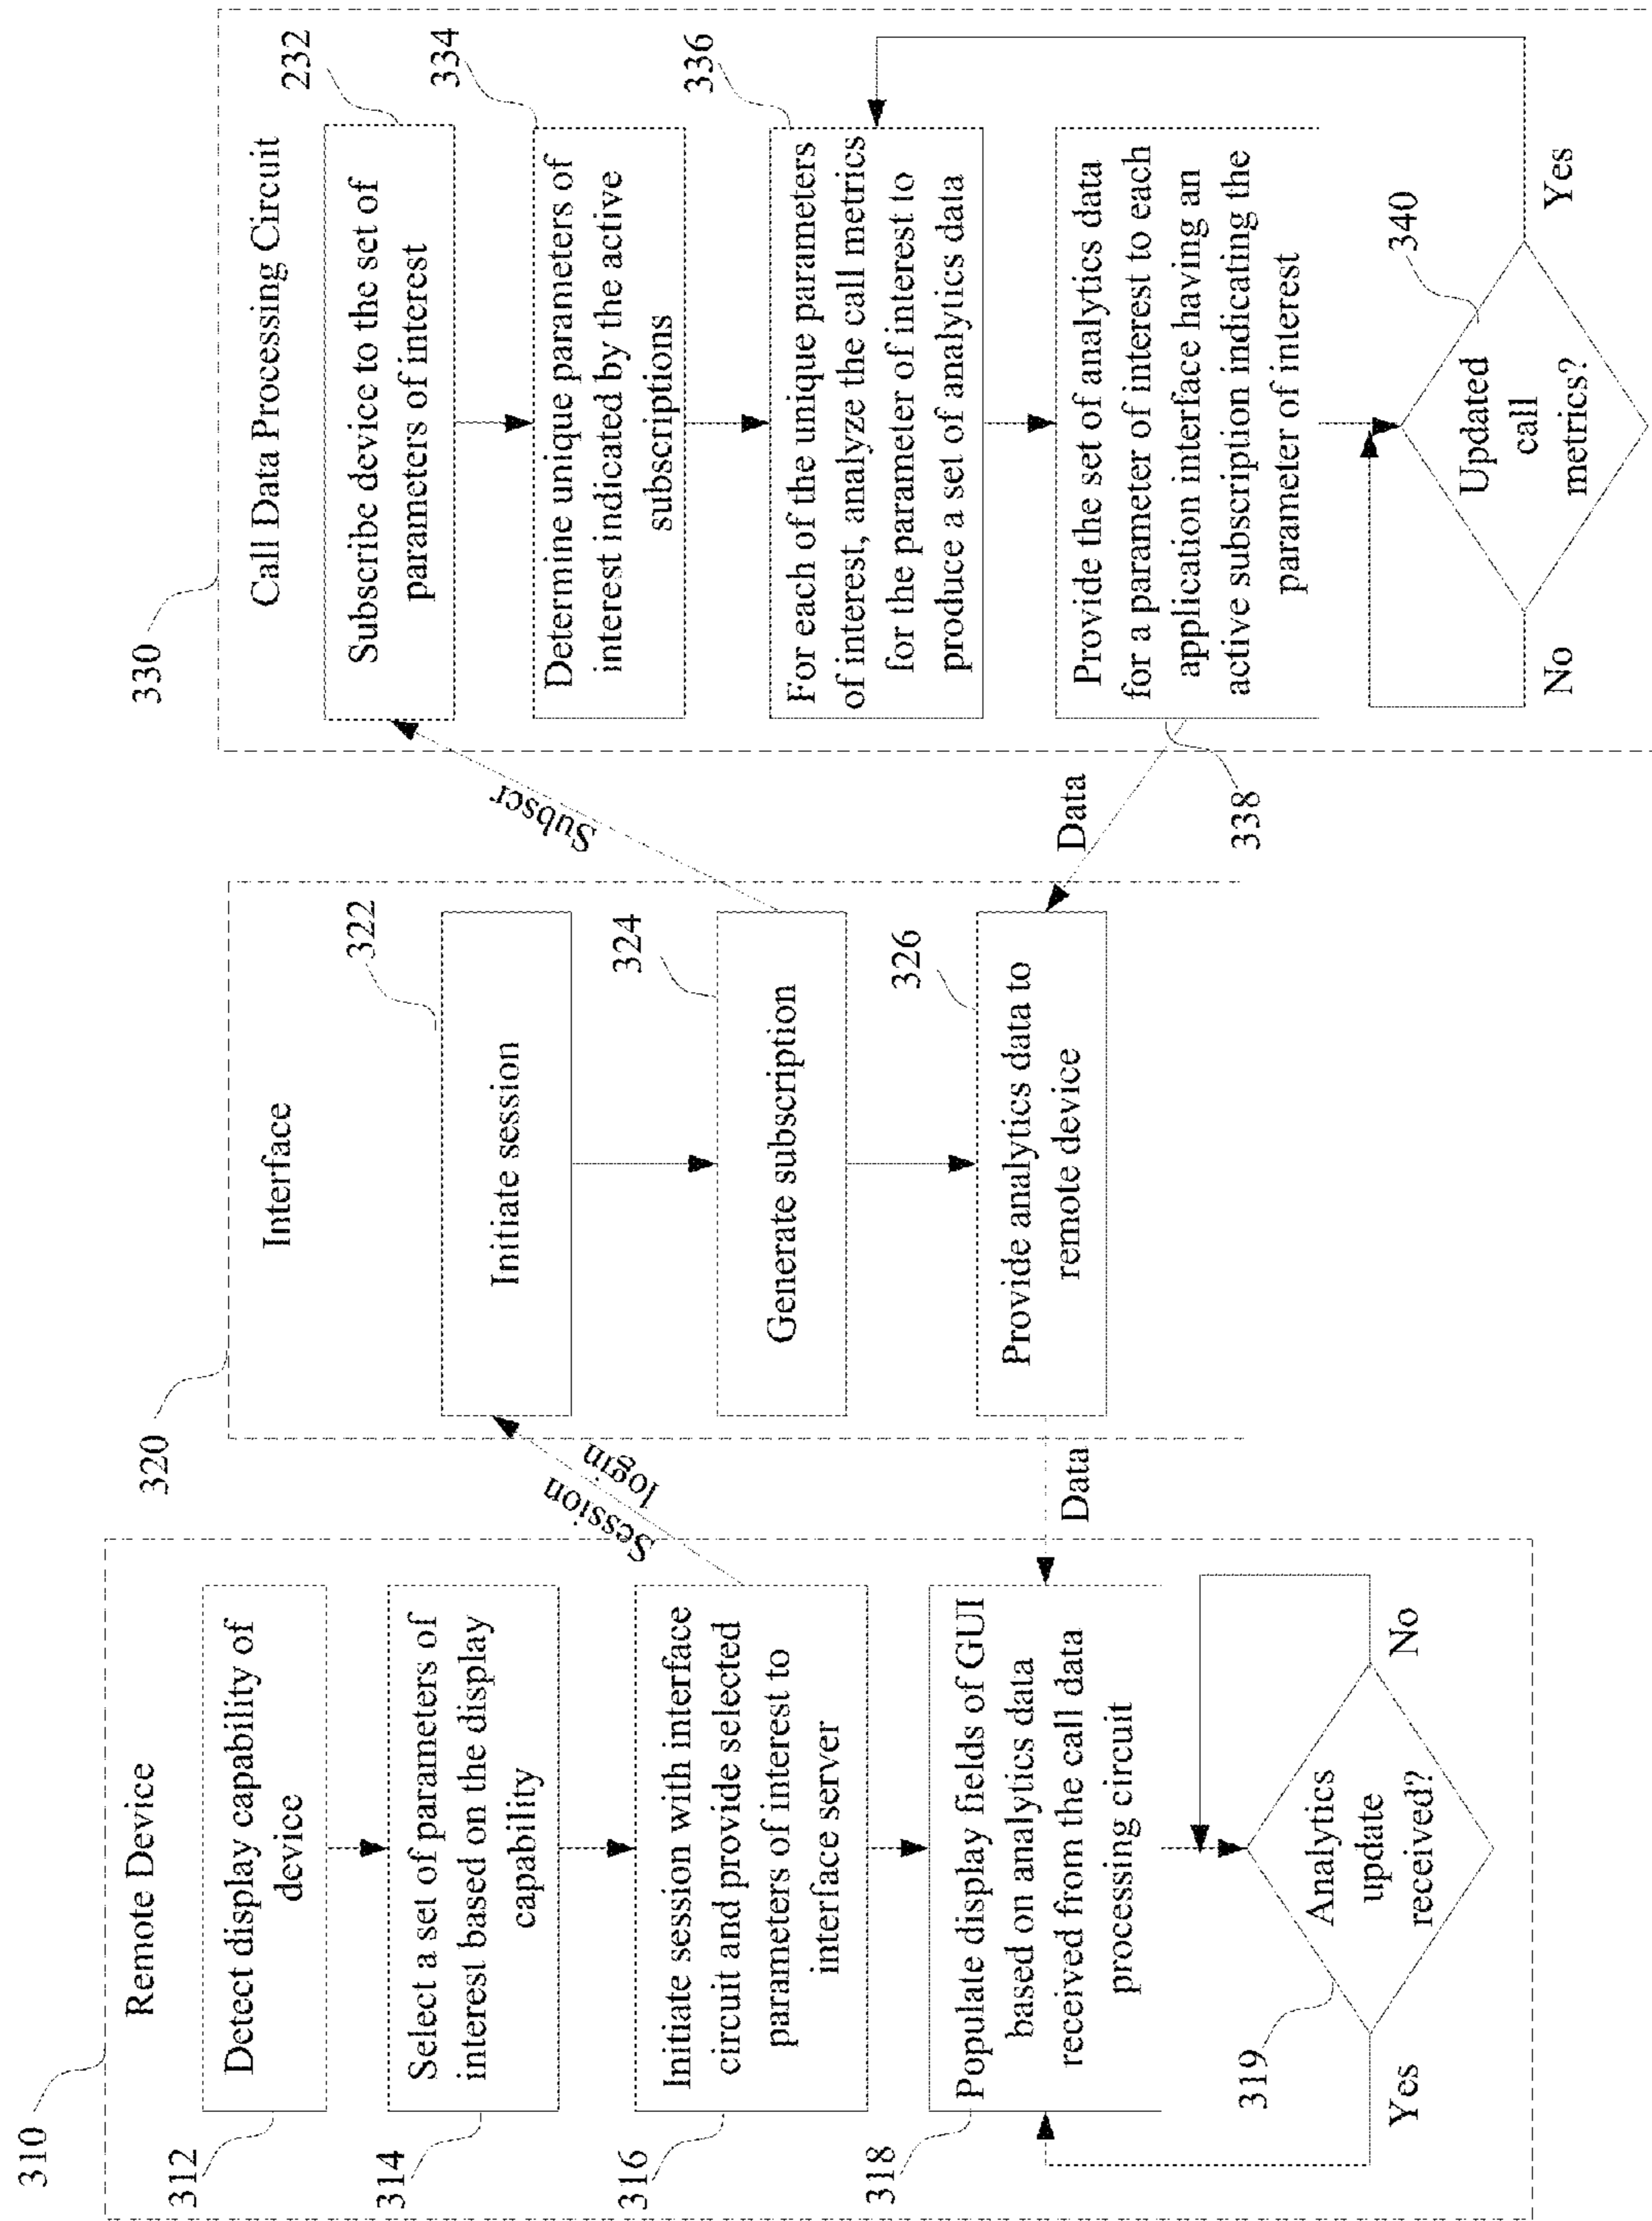 310
Remote Device
312
Detect display capability of
device
314
Select a set of parameters of
interest based on the display
capability
316
Initiate session with interface
circuit and provide selected
parameters of interest to
interface server
318
Populate display fields of GUI
based on analytics data
received from the call data
processing circuit
319
Analytics
update
received?
Yes
No
Session
login
Data
320
Interface
322
Initiate session
324
Generate subscription
326
Provide analytics data to
remote device
Subscr
Data
330
Call Data Processing Circuit
232
Subscribe device to the set of
parameters of interest
334
Determine unique parameters of
interest indicated by the active
subscriptions
336
For each of the unique parameters
of interest, analyze the call metrics
for the parameter of interest to
produce a set of analytics data
338
Provide the set of analytics data
for a parameter of interest to each
application interface having an
active subscription indicating the
parameter of interest
340
Updated
call
metrics?
No
Yes